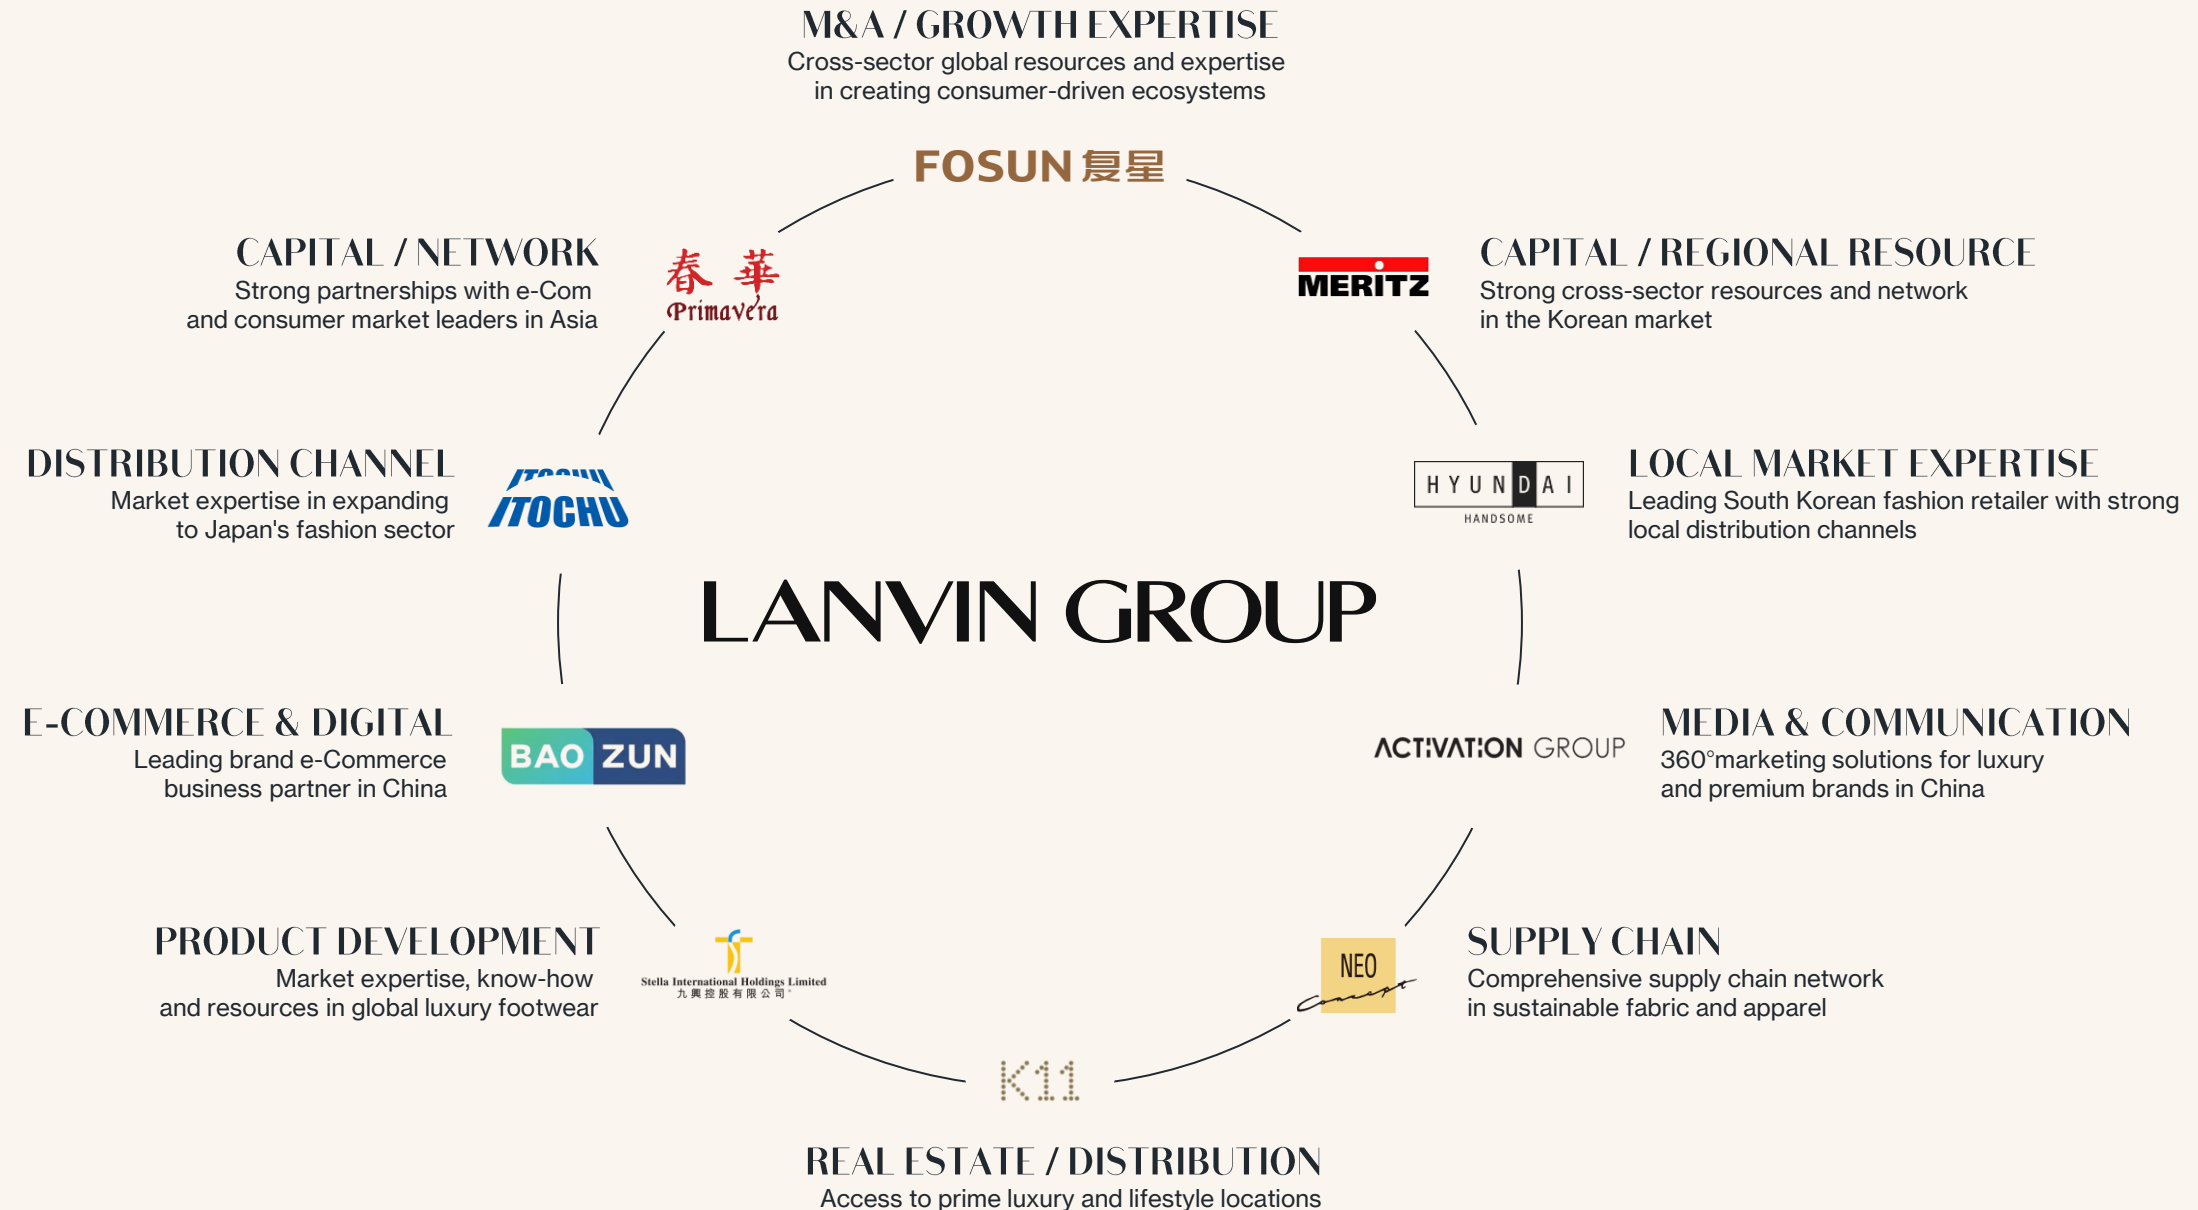 M&A / GROWTH EXPERTISE
Cross-sector global resources and expertise
in creating consumer-driven ecosystems
FOSUN 复星
CAPITAL / NETWORK
Strong partnerships with e-Com
and consumer market leaders in Asia
春 華
Primavera
MERITZ
CAPITAL / REGIONAL RESOURCE
Strong cross-sector resources and network
in the Korean market
DISTRIBUTION CHANNEL
Market expertise in expanding
to Japan's fashion sector
ITOCHU
ITOCHU
HYUNDAI
HANDSOME
LOCAL MARKET EXPERTISE
Leading South Korean fashion retailer with strong
local distribution channels
LANVIN GROUP
E-COMMERCE & DIGITAL
Leading brand e-Commerce
business partner in China
BAO ZUN
ACTIVATION GROUP
MEDIA & COMMUNICATION
360°marketing solutions for luxury
and premium brands in China
PRODUCT DEVELOPMENT
Market expertise, know-how
and resources in global luxury footwear
Stella International Holdings Limited
九興控股有限公司
NEO
Concept
SUPPLY CHAIN
Comprehensive supply chain network
in sustainable fabric and apparel
K11
REAL ESTATE / DISTRIBUTION
Access to prime luxury and lifestyle locations